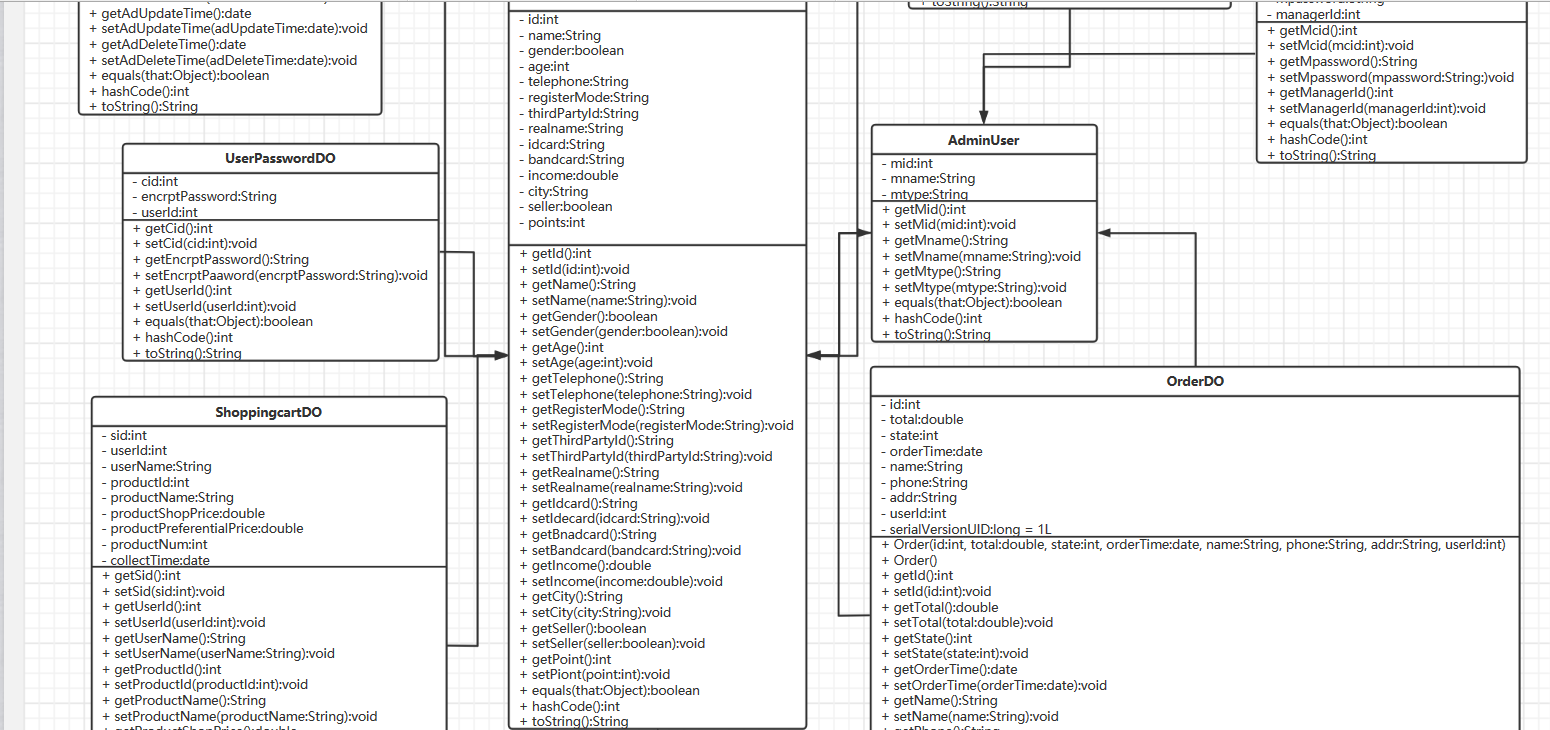 + getAdUpdateTime():date
+ setAdUpdateTime(adUpdateTime:date):void
+ getAdDeleteTime():date
+ setAdDeleteTime(adDeleteTime:date):void
+ equals(that:Object):boolean
+ hashCode():int
+ toString():String
UserPasswordDO
- cid:int
- encrptPassword:String
- userId:int
+ getCid():int
+ setCid(cid:int):void
+ getEncrptPassword():String
+ setEncrptPaaword(encrptPassword:String):void
+ getUserId():int
+ setUserId(userId:int):void
+ equals(that:Object):boolean
+ hashCode():int
+ toString():String
ShoppingcartDO
- sid:int
- userId:int
- userName:String
- productId:int
- productName:String
- productShopPrice:double
- productPreferentialPrice:double
- productNum:int
- collectTime:date
+ getSid():int
+ setSid(sid:int):void
+ getUserId():int
+ setUserId(userId:int):void
+ getUserName():String
+ setUserName(userName:String):void
+ getProductId():int
+ setProductId(productId:int):void
+ getProductName():String
+ setProductName(productName:String):void
+ getProductShopPrice():double
- id:int
- name:String
- gender:boolean
- age:int
- telephone:String
- registerMode:String
- thirdPartyId:String
- realname:String
- idcard:String
- bandcard:String
- income:double
- city:String
- seller:boolean
- points:int
+ getId():int
+ setId(id:int):void
+ getName():String
+ setName(name:String):void
+ getGender():boolean
+ setGender(gender:boolean):void
+ getAge():int
+ setAge(age:int):void
+ getTelephone():String
+ setTelephone(telephone:String):void
+ getRegisterMode():String
+ setRegisterMode(registerMode:String):void
+ getThirdPartyId():String
+ setThirdPartyId(thirdPartyId:String):void
+ getRealname():String
+ setRealname(realname:String):void
+ getIdcard():String
+ setIdecard(idcard:String):void
+ getBnadcard():String
+ setBandcard(bandcard:String):void
+ getIncome():double
+ setIncome(income:double):void
+ getCity():String
+ setCity(city:String):void
+ getSeller():boolean
+ setSeller(seller:boolean):void
+ getPoint():int
+ setPiont(point:int):void
+ equals(that:Object):boolean
+ hashCode():int
+ toString():String
+ toString():String
AdminUser
- mid:int
- mname:String
- mtype:String
+ getMid():int
+ setMid(mid:int):void
+ getMname():String
+ setMname(mname:String):void
+ getMtype():String
+ setMtype(mtype:String):void
+ equals(that:Object):boolean
+ hashCode():int
+ toString():String
- mpassword:String
- managerId:int
+ getMcid():int
+ setMcid(mcid:int):void
+ getMpassword():String
+ setMpassword(mpassword:String:)void
+ getManagerId():int
+ setManagerId(managerId:int):void
+ equals(that:Object):boolean
+ hashCode():int
+ toString():String
OrderDO
- id:int
- total:double
- state:int
- orderTime:date
- name:String
- phone:String
- addr:String
- userId:int
- serialVersionUID:long = 1L
+ Order(id:int, total:double, state:int, orderTime:date, name:String, phone:String, addr:String, userId:int)
+ Order()
+ getId():int
+ setId(id:int):void
+ getTotal():double
+ setTotal(total:double):void
+ getState():int
+ setState(state:int):void
+ getOrderTime():date
+ setOrderTime(orderTime:date):void
+ getName():String
+ setName(name:String):void
+ getPhone():String